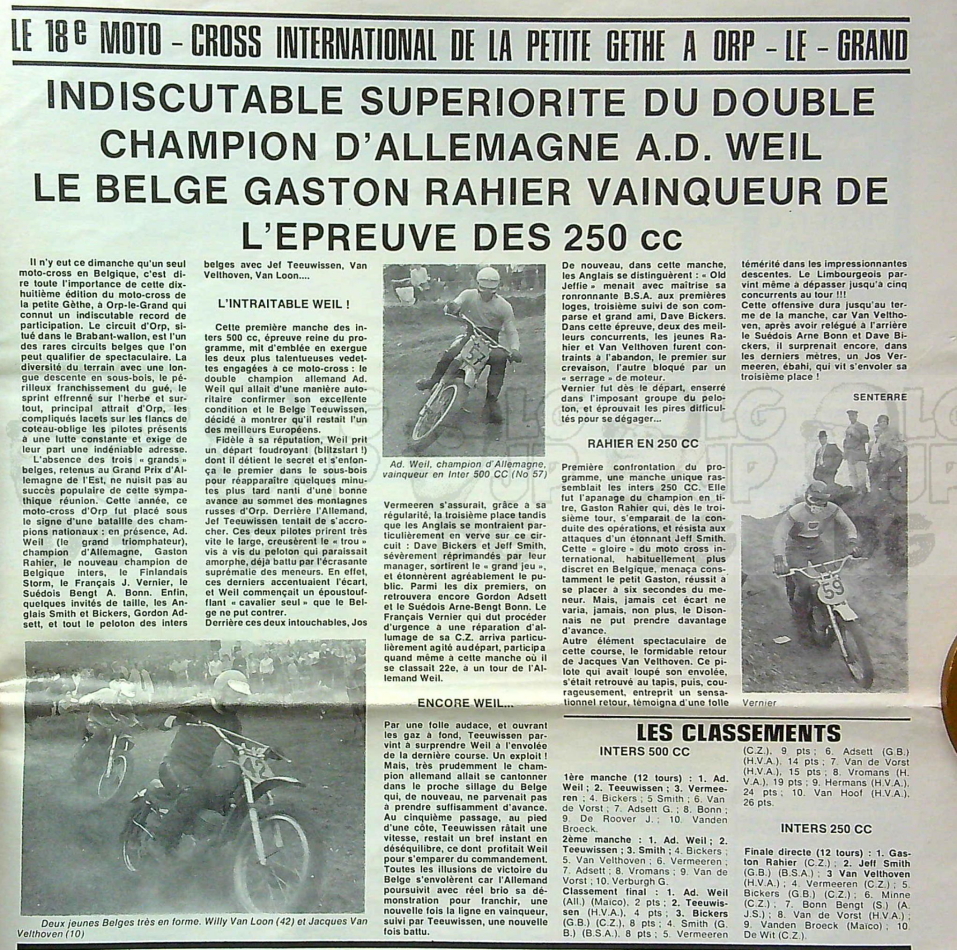 LE 18e MOTO - CROSS INTERNATIONAL DE LA PETITE GETHE A ORP - LE - GRAND
INDISCUTABLE SUPERIORITE DU DOUBLE
CHAMPION D'ALLEMAGNE A.D. WEIL
LE BELGE GASTON RAHIER VAINQUEUR DE
L'EPREUVE DES 250 cc
Il n'y eut ce dimanche qu'un seul
moto-cross en Belgique, c'est di-
re toute l'importance de cette dix-
huitième édition du moto-cross de
la petite Gèthe, à Orp-le-Grand qui
connut un indiscutable record de
participation. Le circuit d'Orp, si-
tué dans le Brabant-wallon, est l'un
des rares circuits belges que l'on
peut qualifier de spectaculaire. La
diversité du terrain avec une lon-
gue descente en sous-bois, le pé-
rilleux franchissement du gué, le
sprint effrenné sur l'herbe et sur-
tout, principal attrait d'Orp, les
compliqués lacets sur les flancs de
coteau-oblige les pilotes présents
à une lutte constante et exige de
leur part une indéniable adresse.
L'absence des trois « grands »
belges, retenus au Grand Prix d'Al-
lemagne de l'Est, ne nuisit pas au
succès populaire de cette sympa-
thique réunion. Cette année, ce
moto-cross d'Orp fut placé sous
le signe d'un bataille des cham-
pions nationaux : en présence, Ad.
Weil (le grand triomphateur),
champion d'Allemagne, Gaston
Rahier, le nouveau champion de
Belgique inters, le Finlandais
Storm, le Français J. Vernier, le
Suédois Bengt A. Bonn. Enfin,
quelques invités de taille, les An-
glais Smith et Bickers, Gordon Ad-
sett, et tout le peloton des inters
belges avec Jef Teeuwissen, Van
Velthoven, Van Loon....
L'INTRAITABLE WEIL !
Cette première manche des in-
ters 500 cc, épreuve reine du pro-
gramme, mit d'emblée en exergue
les deux plus talentueuses vedet-
tes engagées à ce moto-cross : le
double champion allemand Ad.
Weil qui allait d'une manière auto-
ritaire confirmer son excellente
condition et le Belge Teeuwissen,
décidé à montrer qu'il restait l'un
des meilleurs Européens.
Fidèle à sa réputation, Weil prit
un départ foudroyant (blitzstart !)
dont il détient le secret et s'enfon-
ça le premier dans le sous-bois
pour réapparaître quelques minu-
tes plus tard nanti d'une bonne
avance au sommet des montagnes
russes d'Orp. Derrière l'Allemand,
Jef Teeuwissen tentait de s'accro-
cher. Ces deux pilotes prirent très
vite le large, creusèrent le « trou »
vis à vis du peloton qui paraissait
amorphe, déjà battu par l'écrasante
suprématie des meneurs. En effet,
ces derniers accentuaient l'écart,
et Weil commençait un époustou-
flant « cavalier seul » que le Bel-
ge ne put contrer.
Derrière ces deux intouchables, Jos
57
Ad. Weil, champion d'Allemagne,
vainqueur en Inter 500 CC (No 57)
Vermeeren s'assurait, grâce a sa
régularité, la troisième place tandis
que les Anglais se montraient par-
ticulièrement en verve sur ce cir-
cuit : Dave Bickers et Jeff Smith,
sévèrement réprimandés par leur
manager, sortirent le « grand jeu »,
et étonnèrent agréablement le pu-
blic. Parmi les dix premiers, on
retrouvera encore Gordon Adsett
et le Suédois Arne-Bengt Bonn. Le
Français Vernier qui dut procéder
d'urgence a une réparation d'al-
lumage de sa C.Z. arriva particu-
lièrement agité audépart, participa
quand même à cette manche où il
se classait 22e, à un tour de l'Al-
lemand Weil.
ENCORE WEIL...
Par une folle audace, et ouvrant
les gaz à fond, Teeuwissen par-
vint à surprendre Weil à l'envolée
de la dernière course. Un exploit !
Mais, très prudemment le cham-
pion allemand allait se cantonner
dans le proche sillage du Belge
qui, de nouveau, ne parvenait pas
à prendre suffisamment d'avance.
Au cinquième passage, au pied
d'une côte, Teeuwissen râtait une
vitesse, restait un bref instant en
déséquilibre, ce dont profitait Weil
pour s'emparer du commandement.
Toutes les illusions de victoire du
Belge s'envolèrent car l'Allemand
poursuivit avec réel brio sa dé-
monstration pour franchir, une
nouvelle fois la ligne en vainqueur,
suivi par Teeuwissen, une nouvelle
fois battu.
De nouveau, dans cette manche,
les Anglais se distinguèrent : « Old
Jeffie » menait avec maîtrise sa
ronronnante B.S.A. aux premières
loges, troisième suivi de son com-
parse et grand ami, Dave Bickers.
Dans cette épreuve, deux des meil-
leurs concurrents, les jeunes Ra-
hier et Van Velthoven furent con-
traints à l'abandon, le premier sur
crevaison, l'autre bloqué par un
« serrage » de moteur.
Vernier fut dès le départ, enserré
dans l'imposant groupe du pelo-
ton, et éprouvait les pires difficul-
tés pour se dégager...
RAHIER EN 250 CC
Première confrontation du pro-
gramme, une manche unique ras-
semblait les inters 250 CC. Elle
fut l'apanage du champion en ti-
tre, Gaston Rahier qui, dès le troi-
sième tour, s'emparait de la con-
duite des opérations, et résista aux
attaques d'un étonnant Jeff Smith.
Cette « gloire » du moto cross in-
ternational, habituellement plus
discret en Belgique, menaça cons-
tamment le petit Gaston, réussit à
se placer à six secondes du me-
neur. Mais, jamais cet écart ne
varia, jamais, non plus, le Dison-
nais ne put prendre davantage
d'avance.
Autre élément spectaculaire de
cette course, le formidable retour
de Jacques Van Velthoven. Ce pi-
lote qui avait loupé son envolée,
s'était retrouvé au tapis, puis, cou-
rageusement, entreprit un sensa-
tionnel retour, témoigna d'une folle
témérité dans les impressionnantes
descentes. Le Limbourgeois par-
vint même à dépasser jusqu'a cinq
concurrents au tour !!!
Cette offensive dura jusqu'au ter-
me de la manche, car Van Veltho-
ven, après avoir relégué à l'arrière
le Suédois Arne Bonn et Dave Bi-
ckers, il surprenait encore, dans
les derniers mètres, un Jos Ver-
meeren, ébahi, qui vit s'envoler sa
troisième place !
SENTERRE
59
Vernier
42
Deux jeunes Belges très en forme. Willy Van Loon (42) et Jacques Van
Velthoven (10)
LES CLASSEMENTS
INTERS 500 CC
1ère manche (12 tours) : 1. Ad.
Weil ; 2. Teeuwissen ; 3. Vermee-
ren ; 4. Bickers ; 5 Smith ; 6. Van
de Vorst ; 7. Adsett G. ; 8. Bonn ;
9. De Roover J. ; 10. Vanden
Broeck.
2ème manche : 1. Ad. Weil ; 2.
Teeuwissen ; 3. Smith ; 4. Bickers ;
5. Van Velthoven ; 6. Vermeeren ;
7. Adsett ; 8. Vromans ; 9. Van de
Vorst ; 10. Verburgh G.
Classement final : 1. Ad. Weil
(All.) (Maïco), 2 pts ; 2. Teeuwis-
sen (H.V.A.), 4 pts ; 3. Bickers
(G.B.) (C.Z.), 8 pts ; 4. Smith (G.
B.) (B.S.A.), 8 pts ; 5. Vermeeren
(C.Z.), 9 pts ; 6. Adsett (G.B.)
(H.V.A.), 14 pts ; 7. Van de Vorst
(H.V.A.), 15 pts ; 8. Vromans (H.
V.A.), 19 pts ; 9. Hermans (H.V.A.),
24 pts ; 10. Van Hoof (H.V.A.),
26 pts.
INTERS 250 CC
Finale directe (12 tours) : 1. Gas-
ton Rahier (C.Z.) ; 2. Jeff Smith
(G.B.) (B.S.A.) ; 3 Van Velthoven
(H.V.A.) ; 4. Vermeeren (C.Z.) ; 5.
Bickers (G.B.) (C.Z.) ; 6. Minne
(C.Z.) ; 7. Bonn Bengt (S.) (A.
J.S.) ; 8. Van de Vorst (H.V.A.) ;
9. Vanden Broeck (Maïco) ; 10.
De Wit (C.Z.).